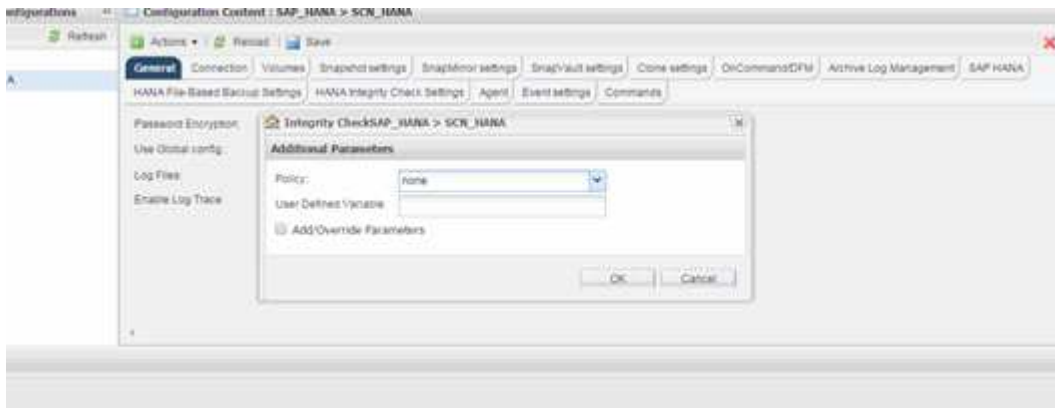 onfigurations « Configuration Content : SAP_HANA > SCN_HANA
Refresh Actions Reload Save
A
General Connection Volumes Snapshot settings SnapMirror settings SnapVault settings Clone settings OnCommand/DFM Archive Log Management SAP HANA
HANA File-Based Backup Settings HANA Integrity Check Settings Agent Event settings Commands
Password Encryption Integrity CheckSAP_HANA > SCN_HANA
Use Global config Additional Parameters
Log Files Policy: none
Enable Log Trace User Defined Variable
Add/Override Parameters
OK Cancel